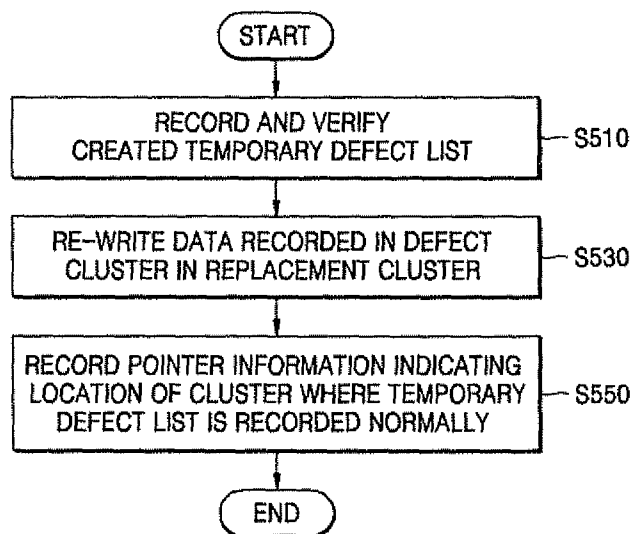 START
RECORD AND VERIFY
CREATED TEMPORARY DEFECT LIST
S510
RE-WRITE DATA RECORDED IN DEFECT
CLUSTER IN REPLACEMENT CLUSTER
S530
RECORD POINTER INFORMATION INDICATING
LOCATION OF CLUSTER WHERE TEMPORARY
DEFECT LIST IS RECORDED NORMALLY
S550
END